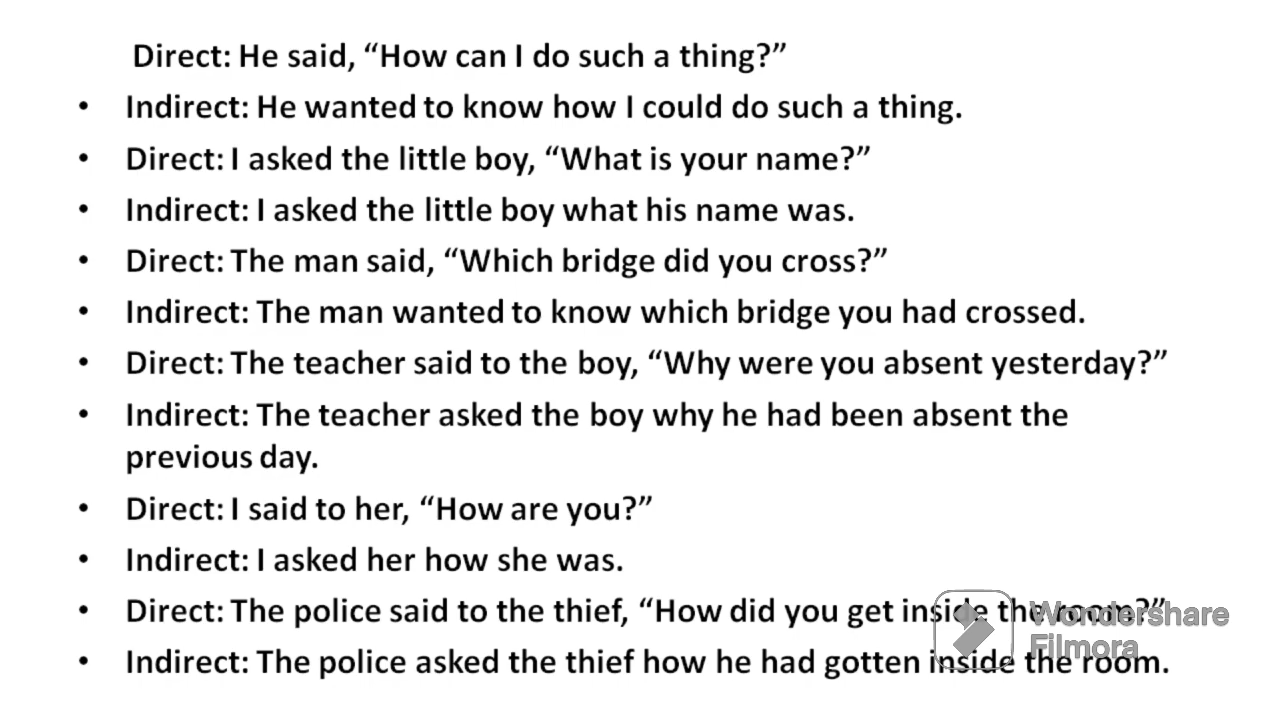 Direct: He said, “How can I do such a thing?”
• Indirect: He wanted to know how I could do such a thing.
• Direct: I asked the little boy, “What is your name?”
• Indirect: I asked the little boy what his name was.
• Direct: The man said, “Which bridge did you cross?”
• Indirect: The man wanted to know which bridge you had crossed.
• Direct: The teacher said to the boy, “Why were you absent yesterday?”
• Indirect: The teacher asked the boy why he had been absent the
previous day.
• Direct: I said to her, “How are you?”
• Indirect: I asked her how she was.
• Direct: The police said to the thief, “How did you get inside the room?”
• Indirect: The police asked the thief how he had gotten inside the room.
Wondershare
Filmora